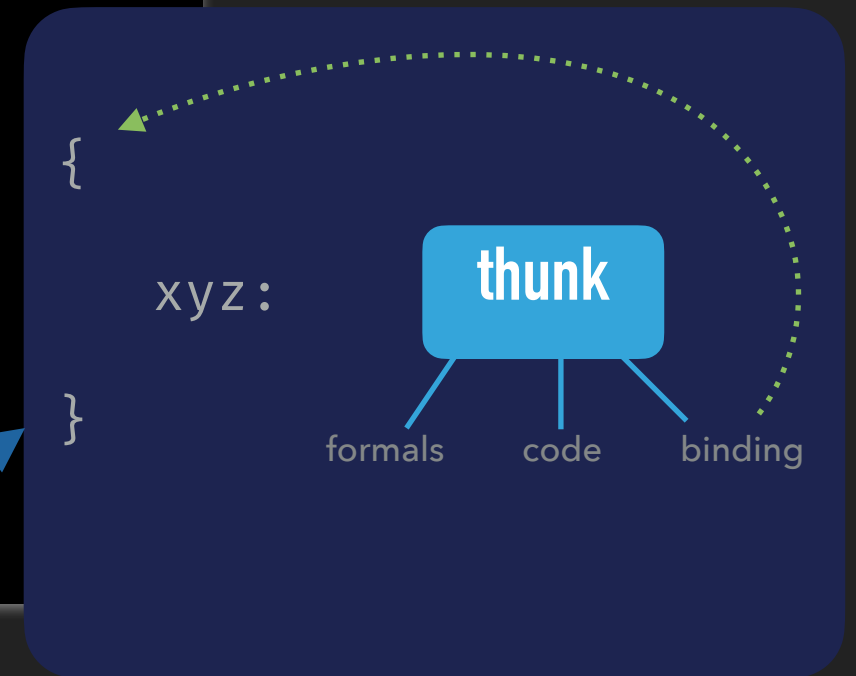 {
thunk
xyz:
}
formals code binding